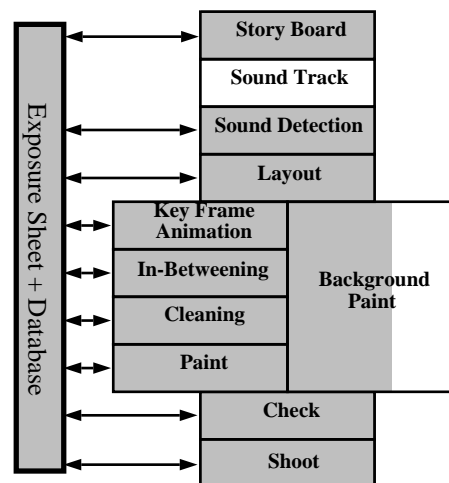 Exposure Sheet + Database
Story Board
Sound Track
Sound Detection
Layout
Key Frame
Animation
In-Betweening
Cleaning
Paint
Background
Paint
Check
Shoot